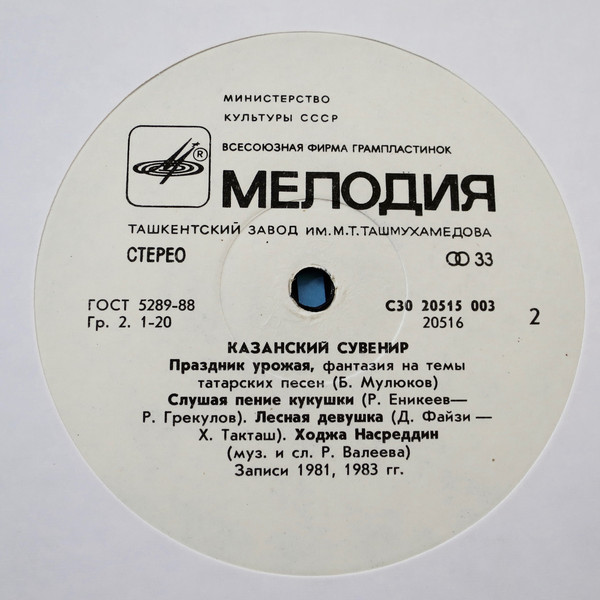 МИНИСТЕРСТВО
КУЛЬТУРЫ СССР
ВСЕСОЮЗНАЯ ФИРМА ГРАМПЛАСТИНОК
®
МЕЛОДИЯ
ТАШКЕНТСКИЙ ЗАВОД ИМ.М.Т.ТАШМУХАМЕДОВА
СТЕРЕО
33
ГОСТ 5289-88
Гр. 2. 1-20
С30 20515 003
20516
2
КАЗАНСКИЙ СУВЕНИР
Праздник урожая, фантазия на темы
татарских песен (Б. Мулюков)
Слушая пение кукушки (Р. Еникеев—
Р. Грекулов). Лесная девушка (Д. Файзи —
Х. Такташ). Ходжа Насреддин
(муз. и сл. Р. Валеева)
Записи 1981, 1983 гг.